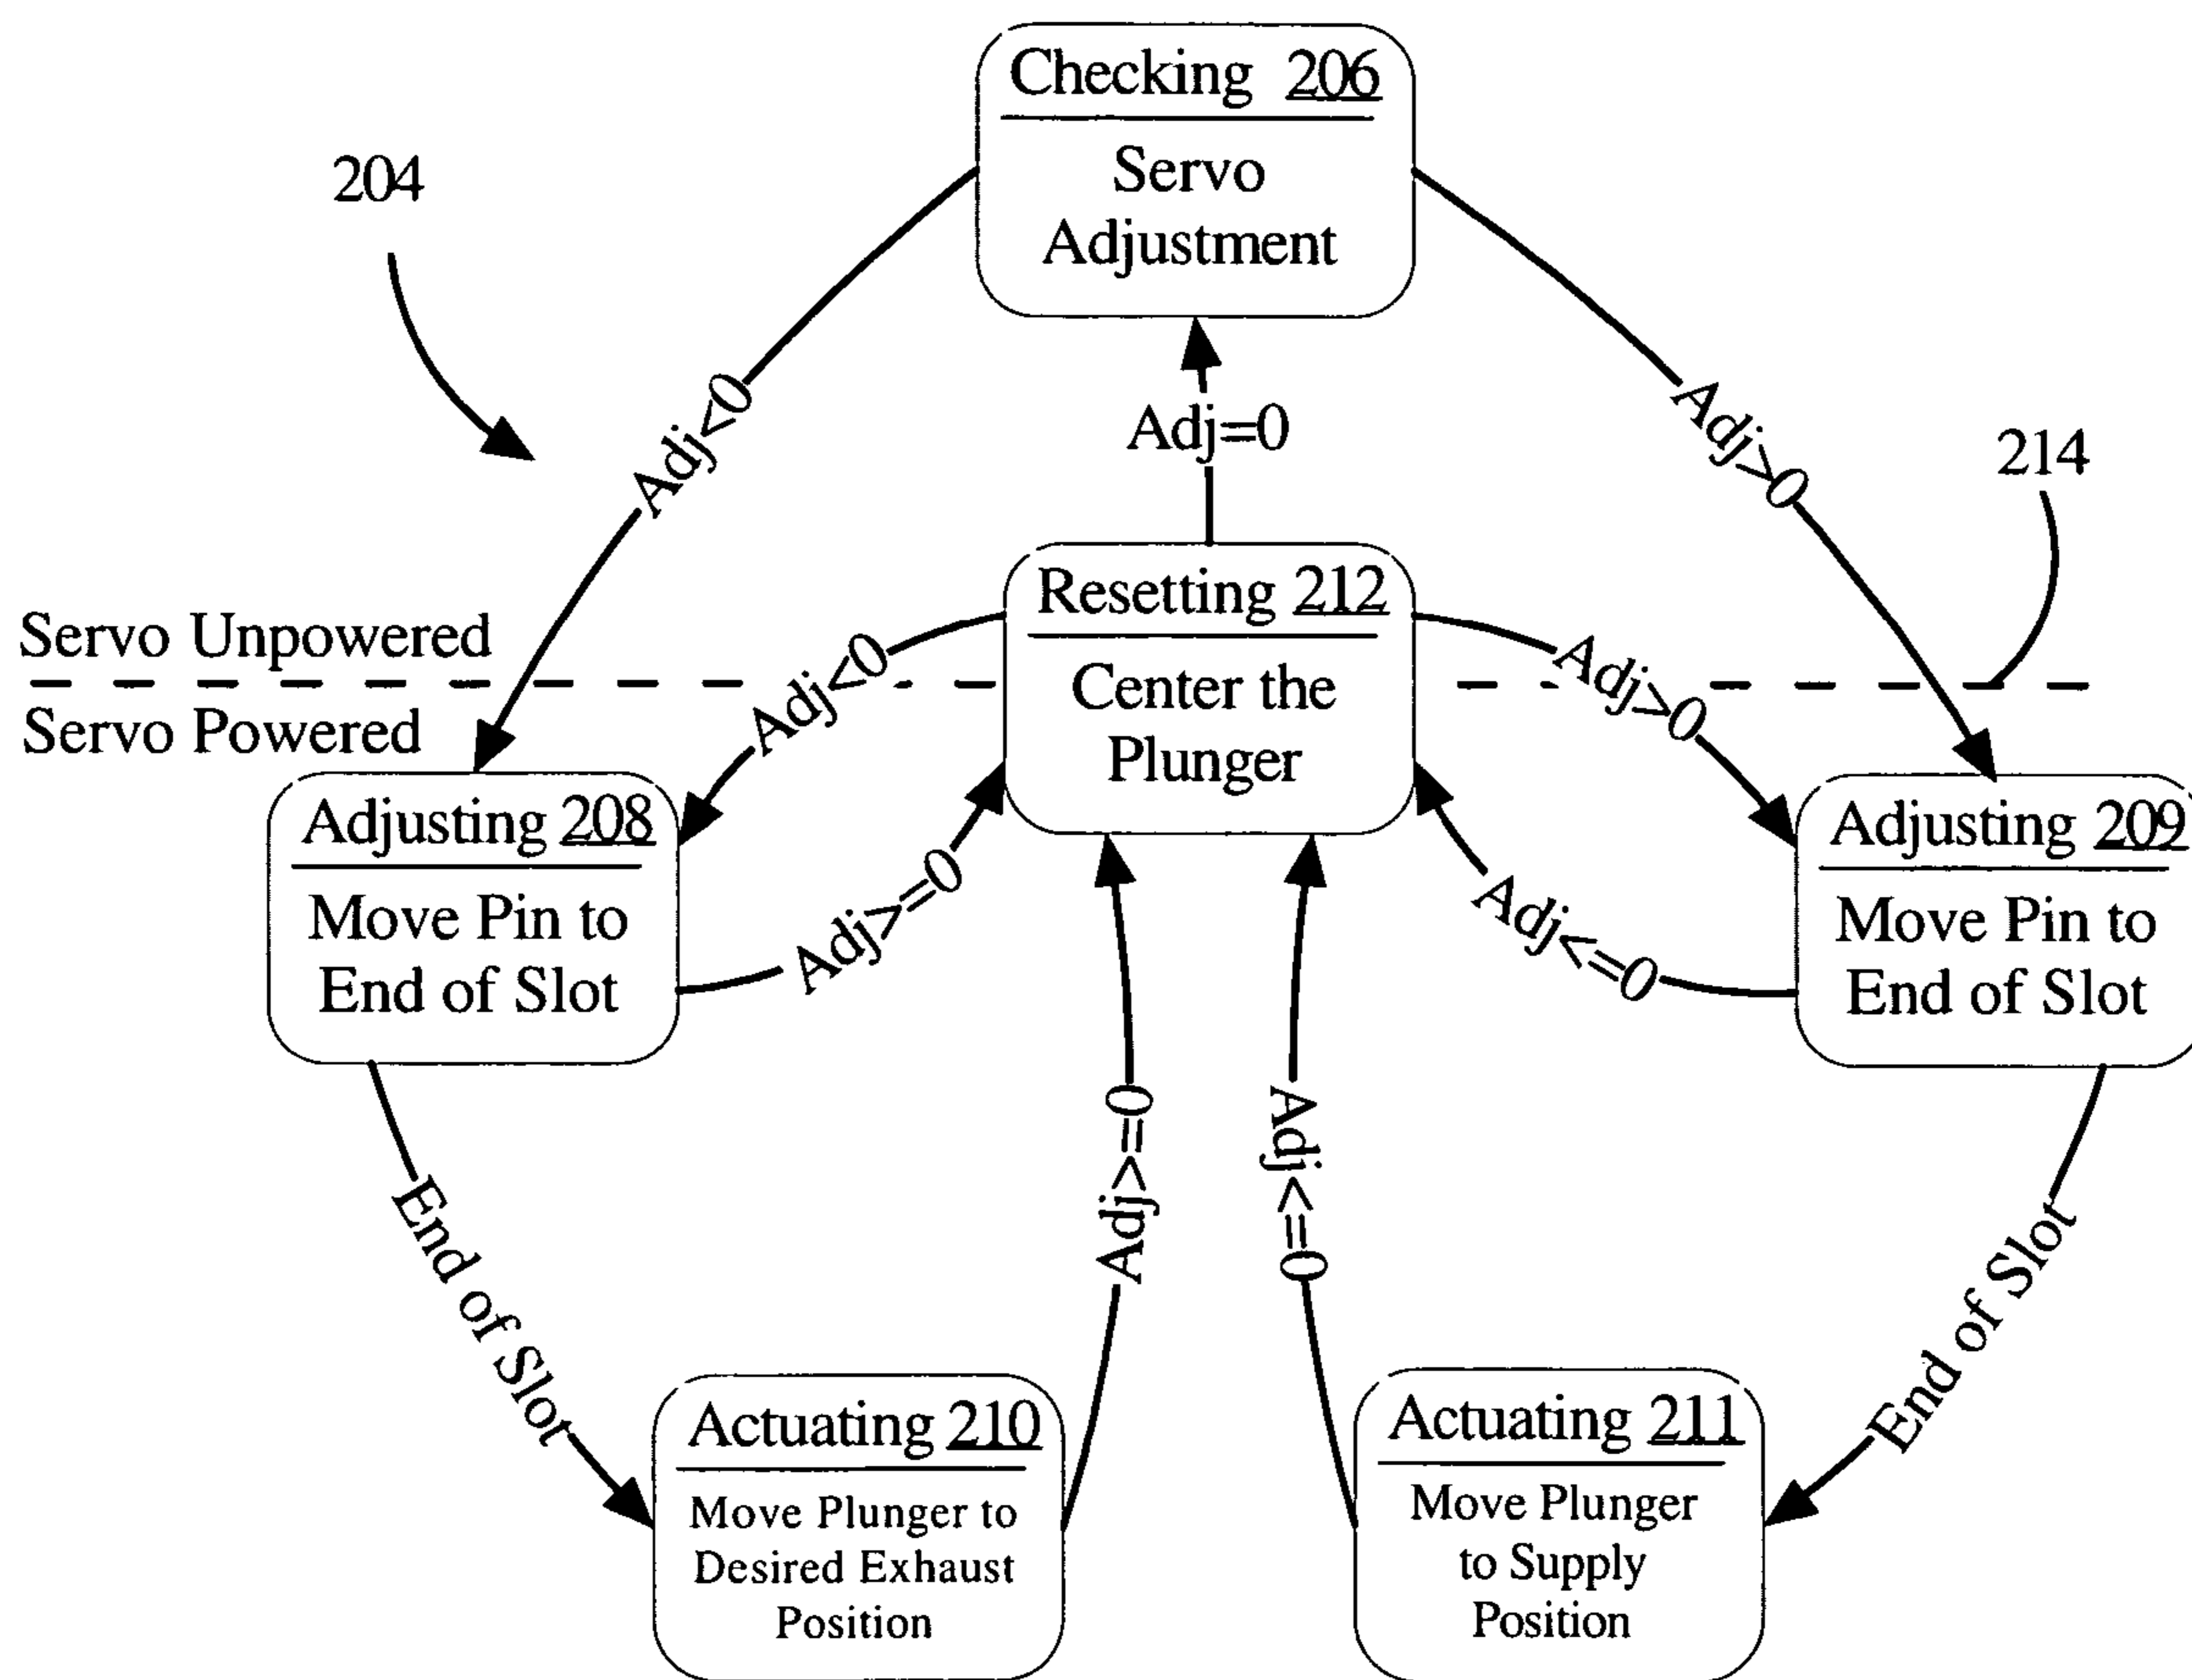 Checking 206
Servo
Adjustment
204
Adj<0
Adj=0
Adj>0
214
Resetting 212
Center the
Plunger
Servo Unpowered
Servo Powered
Adj<0
Adj>0
Adjusting 208
Move Pin to
End of Slot
Adj>=0
Adj<=0
Adjusting 209
Move Pin to
End of Slot
End of Slot
Adj>=0
Adj<=0
End of Slot
Actuating 210
Move Plunger to
Desired Exhaust
Position
Actuating 211
Move Plunger
to Supply
Position